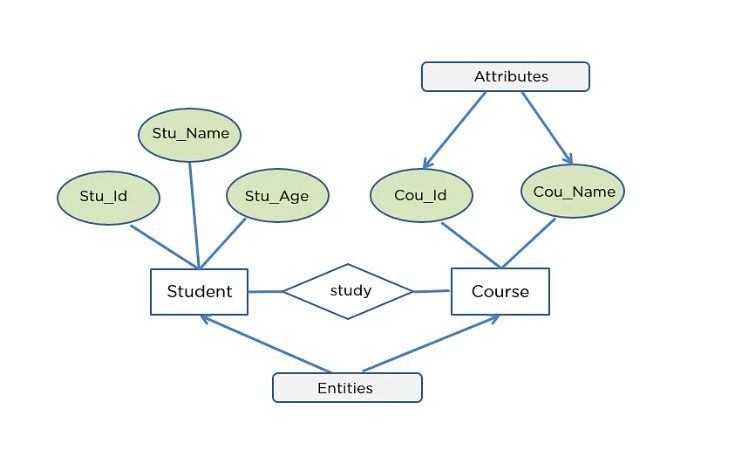 Attributes
Stu_Name
Stu_Id
Stu_Age
Cou_Id
Cou_Name
Student
study
Course
Entities